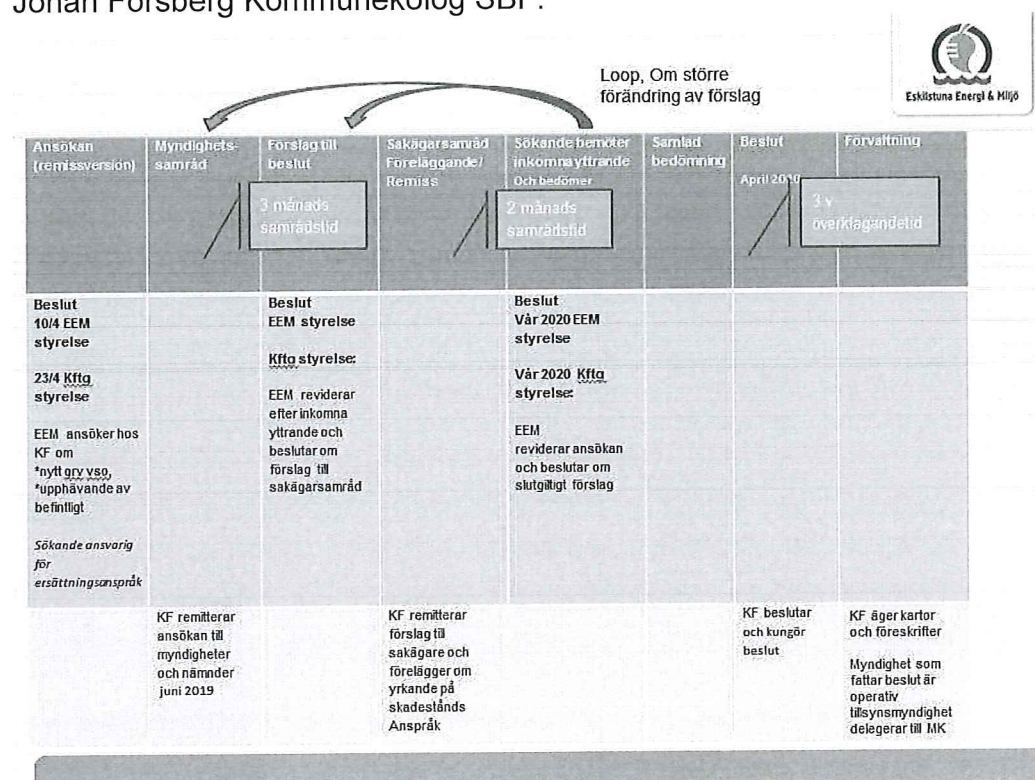 Johan Forsberg Kommunekolog SBF.
Loop, Om större
förändring av förslag
Eskilstuna Energi & Miljö
Ansökan
(remissversion)
Myndighets-
samråd
Förslag till
beslut
Sakägarsamråd
Föreläggande/
Remiss
Sökande bemöter
inkomna yttrande
Och bedömer
Samlad
bedömning
Beslut
April 2020
Förvaltning
3 månads
samrådstid
2 månads
samrådstid
3 v
överklagandetid
Beslut
10/4 EEM
styrelse
23/4 Kftg
styrelse
EEM ansöker hos
KF om
*nytt grv vso,
*upphävande av
befintligt
Sökande ansvarig
för
ersättningsanspråk
Beslut
EEM styrelse
Kftg styrelse:
EEM reviderar
efter inkomna
yttrande och
beslutar om
förslag till
sakägarsamråd
Beslut
Vår 2020 EEM
styrelse
Vår 2020 Kftg
styrelse:
EEM
reviderar ansökan
och beslutar om
slutgiltigt förslag
KF remitterar
ansökan till
myndigheter
och nämnder
juni 2019
KF remitterar
förslag till
sakägare och
förelägger om
yrkande på
skadestånds
Anspråk
KF beslutar
och kungör
beslut
KF äger kartor
och föreskrifter
Myndighet som
fattar beslut är
operativ
tillsynsmyndighet
delegerar till MK